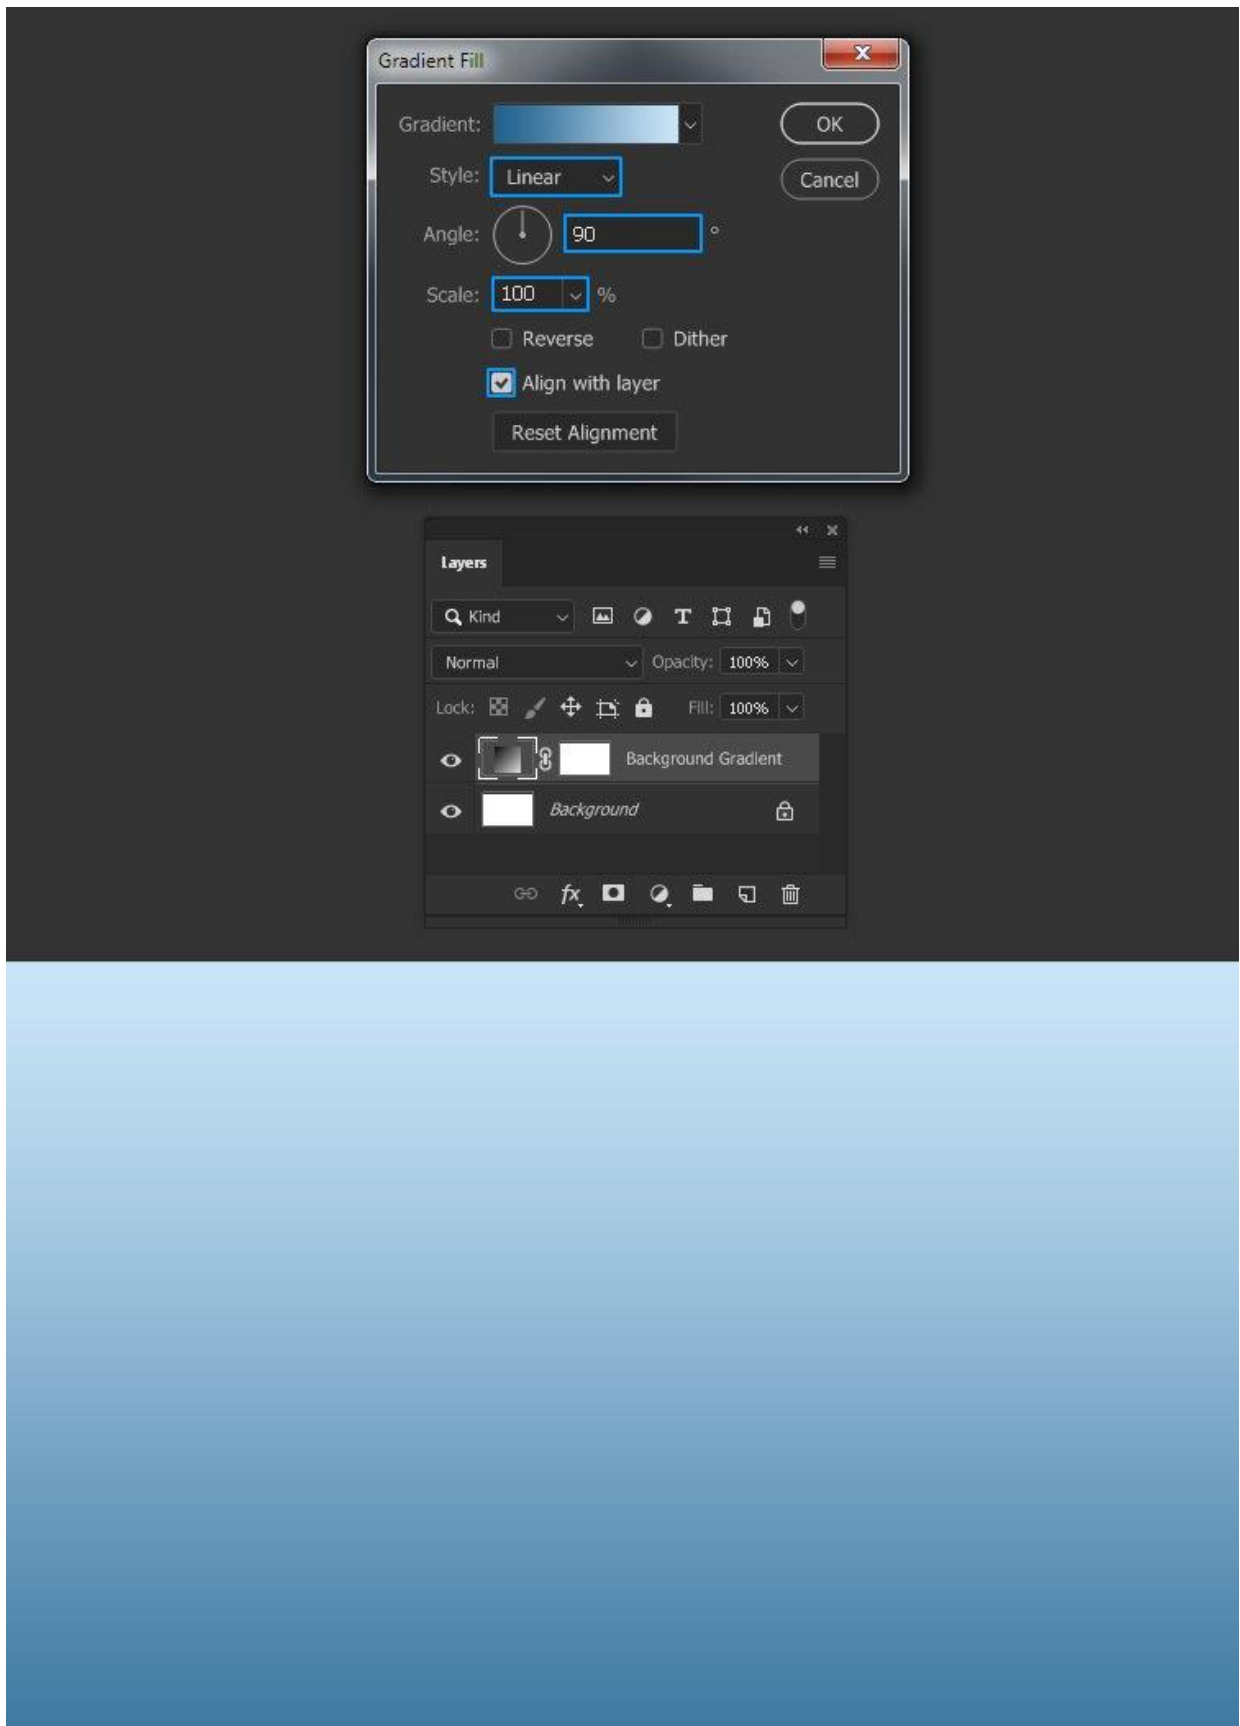 Gradient Fill
Gradient:
OK
Style: Linear
Cancel
Angle: 90 °
Scale: 100 %
Reverse Dither
Align with layer
Reset Alignment
Layers
Kind
Normal Opacity: 100%
Lock: Fill: 100%
Background Gradient
Background
fx